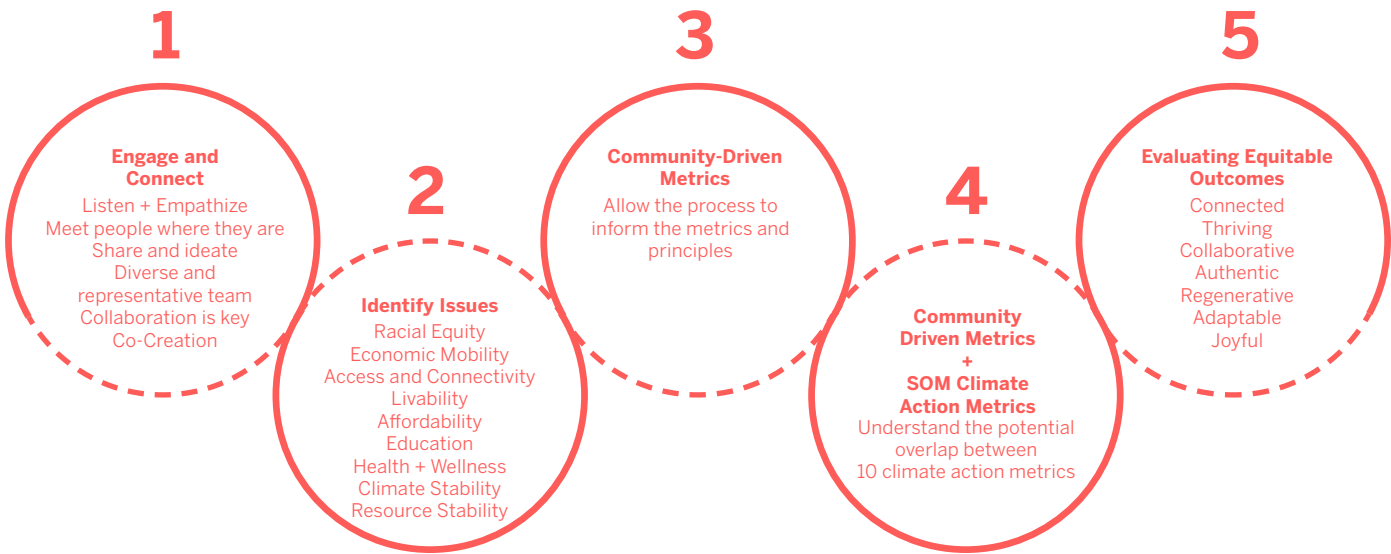 1
Engage and
Connect
Listen + Empathize
Meet people where they are
Share and ideate
Diverse and
representative team
Collaboration is key
Co-Creation
2
Identify Issues
Racial Equity
Economic Mobility
Access and Connectivity
Livability
Affordability
Education
Health + Wellness
Climate Stability
Resource Stability
3
Community-Driven
Metrics
Allow the process to
inform the metrics and
principles
4
Community
Driven Metrics
+
SOM Climate
Action Metrics
Understand the potential
overlap between
10 climate action metrics
5
Evaluating Equitable
Outcomes
Connected
Thriving
Collaborative
Authentic
Regenerative
Adaptable
Joyful